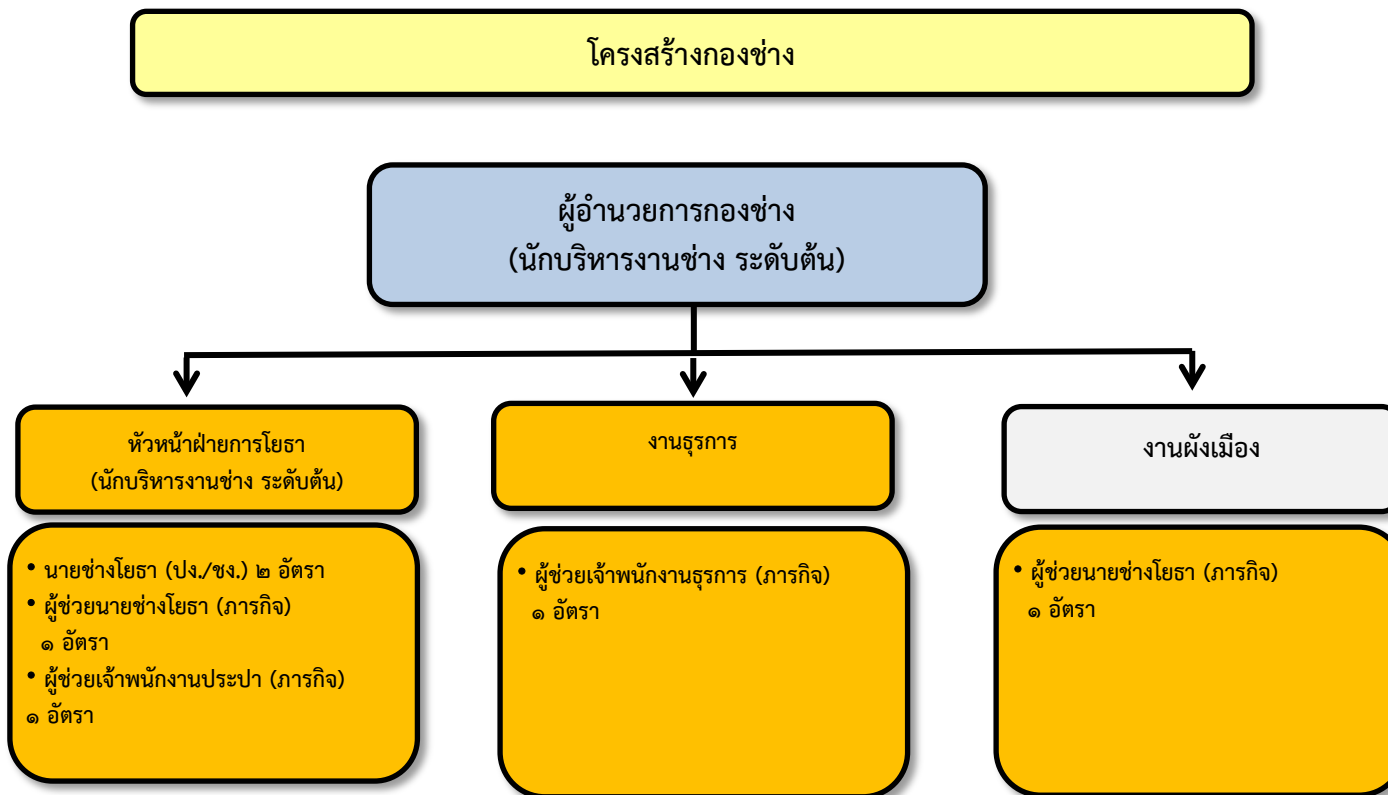 โครงสร้างกองช่าง
ผู้อำนวยการกองช่าง
(นักบริหารงานช่าง ระดับต้น)
หัวหน้าฝ่ายการโยธา
(นักบริหารงานช่าง ระดับต้น)
• นายช่างโยธา (ปง./ชง.) ๒ อัตรา
• ผู้ช่วยนายช่างโยธา (ภารกิจ)
๑ อัตรา
• ผู้ช่วยเจ้าพนักงานประปา (ภารกิจ)
๑ อัตรา
งานธุรการ
• ผู้ช่วยเจ้าพนักงานธุรการ (ภารกิจ)
๑ อัตรา
งานผังเมือง
• ผู้ช่วยนายช่างโยธา (ภารกิจ)
๑ อัตรา